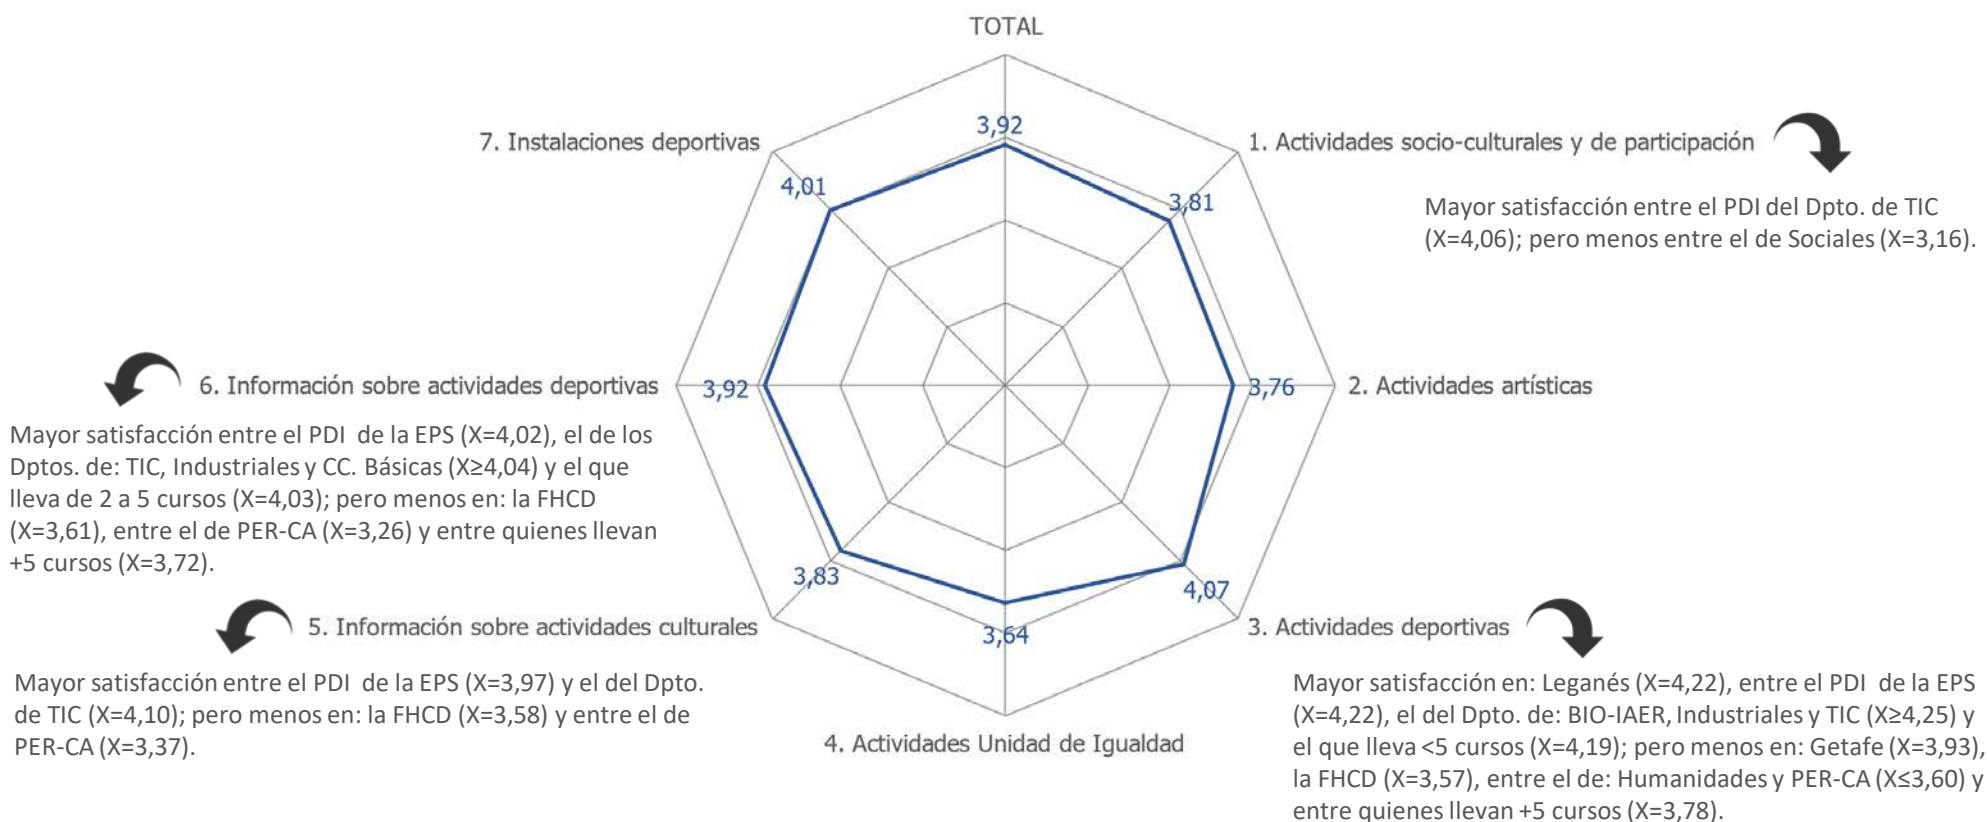 TOTAL
3,92
7. Instalaciones deportivas
4,01
1. Actividades socio-culturales y de participación
3,81
Mayor satisfacción entre el PDI del Dpto. de TIC
(X=4,06); pero menos entre el de Sociales (X=3,16).
6. Información sobre actividades deportivas
3,92
3,76
2. Actividades artísticas
Mayor satisfacción entre el PDI de la EPS (X=4,02), el de los
Dptos. de: TIC, Industriales y CC. Básicas (X≥4,04) y el que
lleva de 2 a 5 cursos (X=4,03); pero menos en: la FHCD
(X=3,61), entre el de PER-CA (X=3,26) y entre quienes llevan
+5 cursos (X=3,72).
3,83
4,07
5. Información sobre actividades culturales
3,64
3. Actividades deportivas
Mayor satisfacción entre el PDI de la EPS (X=3,97) y el del Dpto.
de TIC (X=4,10); pero menos en: la FHCD (X=3,58) y entre el de
PER-CA (X=3,37).
4. Actividades Unidad de Igualdad
Mayor satisfacción en: Leganés (X=4,22), entre el PDI de la EPS
(X=4,22), el del Dpto. de: BIO-IAER, Industriales y TIC (X≥4,25) y
el que lleva <5 cursos (X=4,19); pero menos en: Getafe (X=3,93),
la FHCD (X=3,57), entre el de: Humanidades y PER-CA (X≤3,60) y
entre quienes llevan +5 cursos (X=3,78).